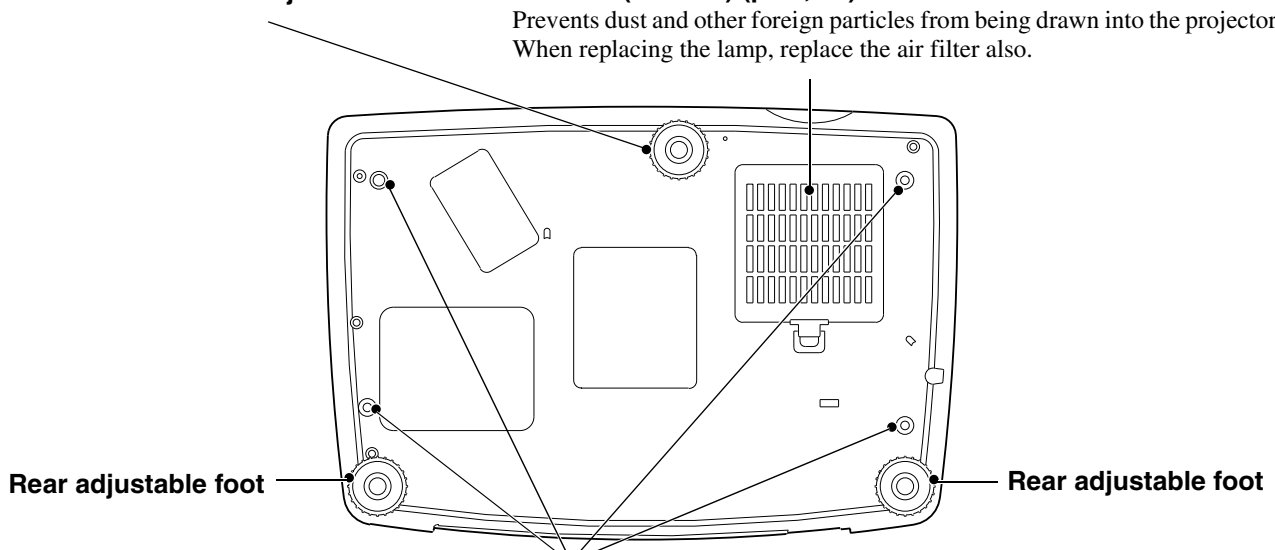 Prevents dust and other foreign particles from being drawn into the projector
When replacing the lamp, replace the air filter also.
Rear adjustable foot
Rear adjustable foot